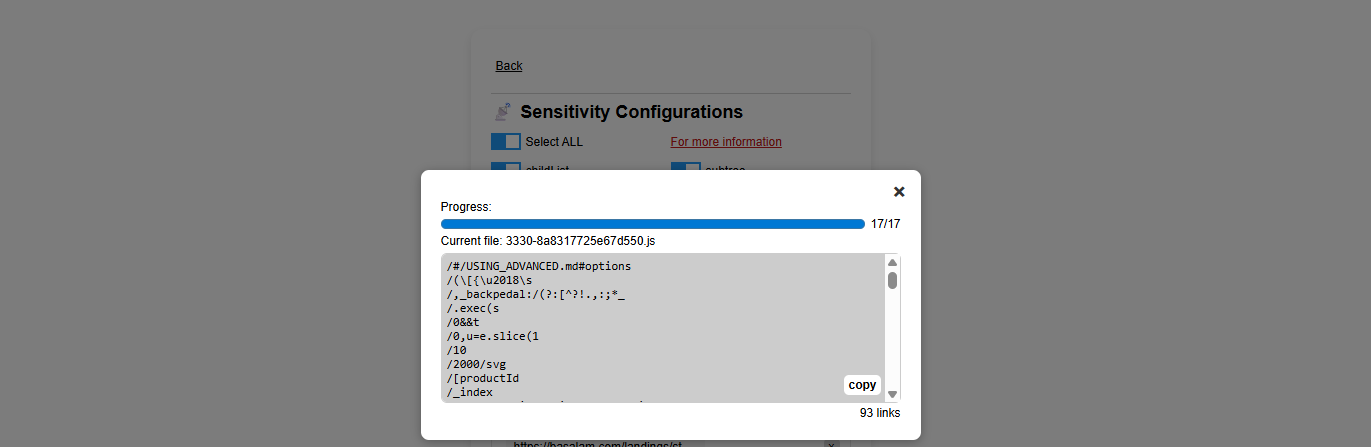 Back
Sensitivity Configurations
Select ALL
For more information
childList
subtree
Progress:
17/17
Current file: 3330-8a8317725e67d550.js
/#/USING_ADVANCED.md#options
/(\[{\u2018\s
/,_backpedal:/(?:[^?!.,:;*_
/.exec(s
/0&&t
/0,u=e.slice(1
/10
/2000/svg
/[productId
/_index
copy
93 links
https://basalam.com/landings/st